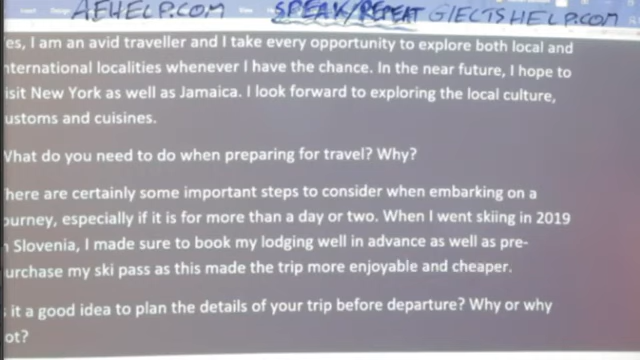 AEHELP.COM SPEAK/REPEAT GIELTSHELP.COM
es, I am an avid traveller and I take every opportunity to explore both local and
nternational localities whenever I have the chance. In the near future, I hope to
isit New York as well as Jamaica. I look forward to exploring the local culture,
ustoms and cuisines.
What do you need to do when preparing for travel? Why?
here are certainly some important steps to consider when embarking on a
ourney, especially if it is for more than a day or two. When I went skiing in 2019
Slovenia, I made sure to book my lodging well in advance as well as pre-
urchase my ski pass as this made the trip more enjoyable and cheaper.
it a good idea to plan the details of your trip before departure? Why or why
ot?